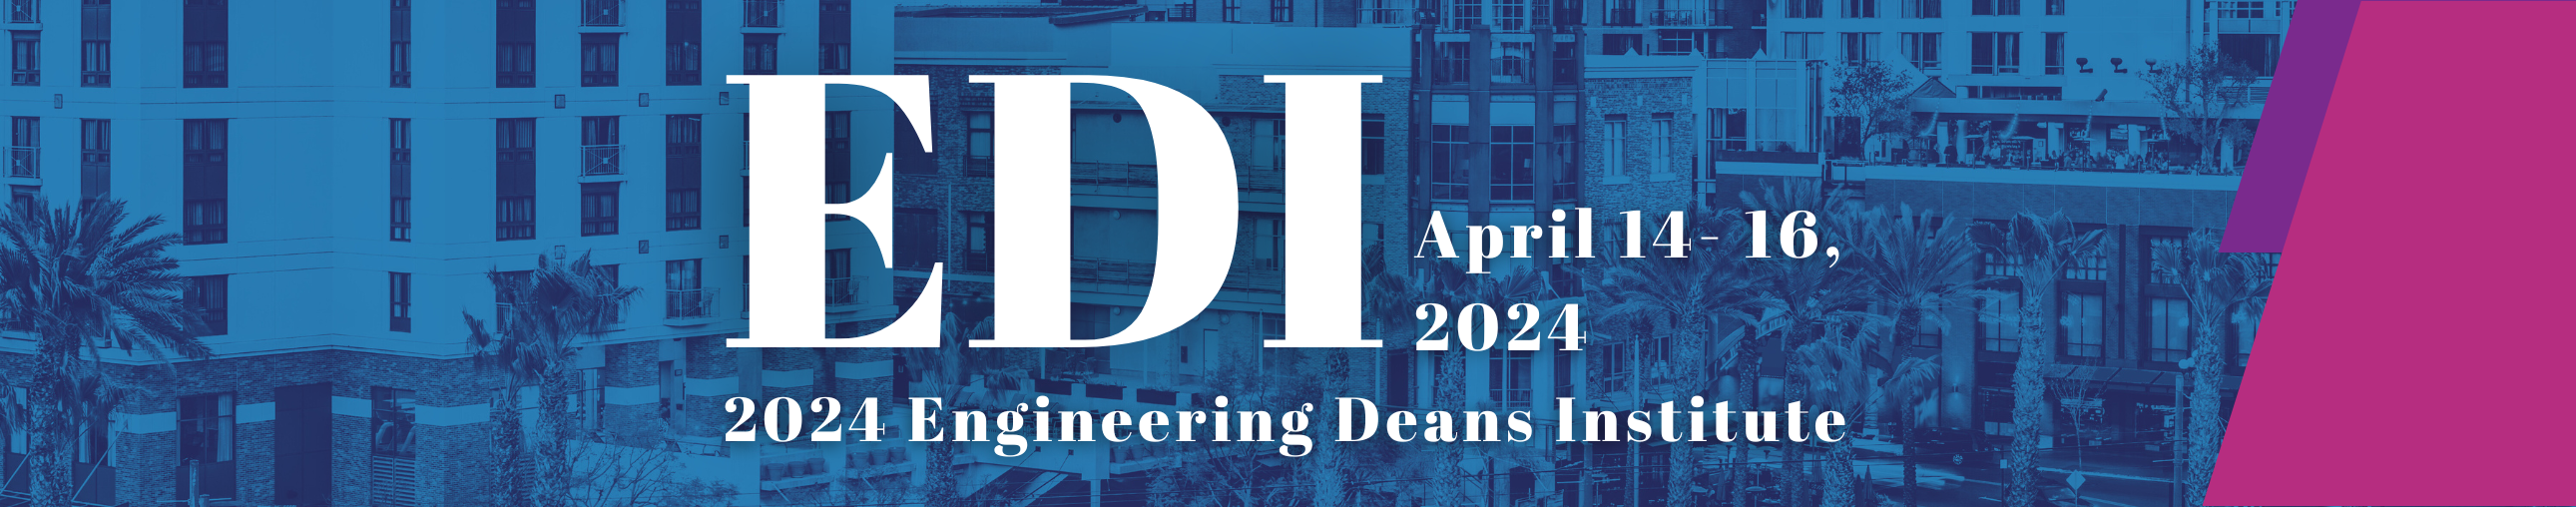 EDI
April 14- 16,
2024
2024 Engineering Deans Institute